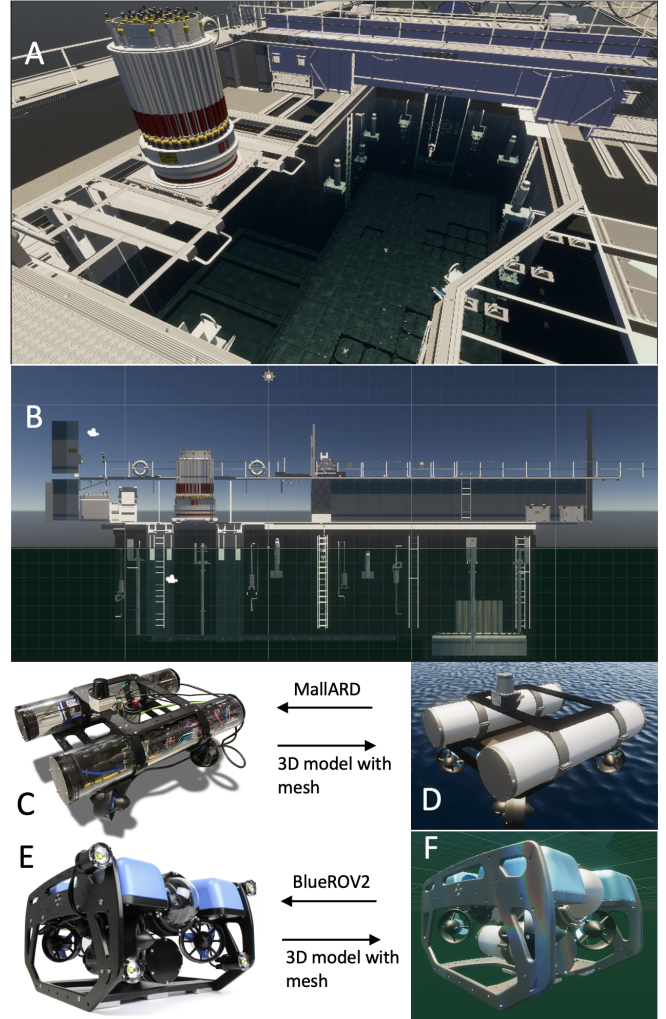 A
B
MallARD
3D model with
mesh
C
D
E
F
BlueROV2
3D model with
mesh